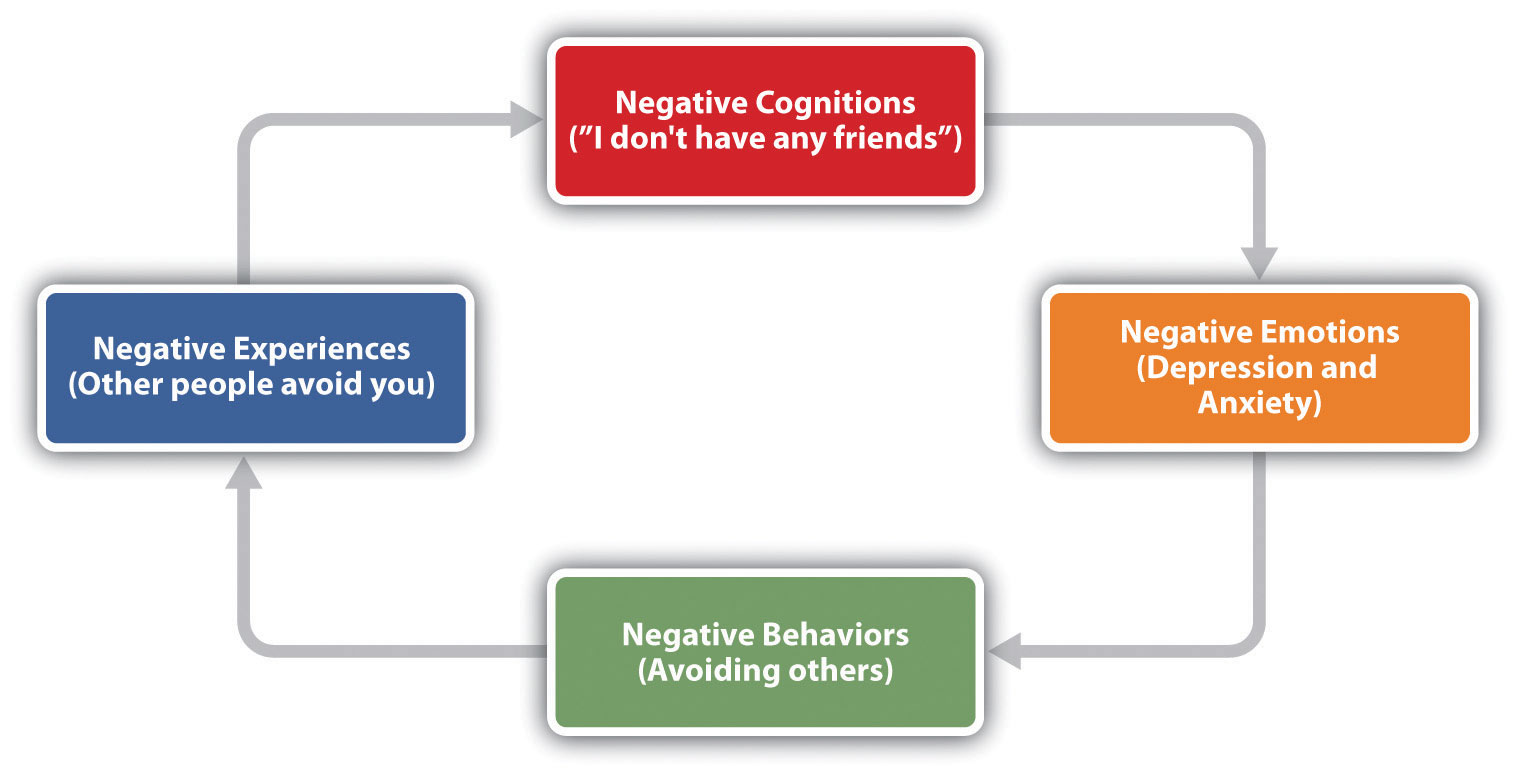 Negative Cognitions
(”I don't have any friends”)
Negative Experiences
(Other people avoid you)
Negative Emotions
(Depression and
Anxiety)
Negative Behaviors
(Avoiding others)